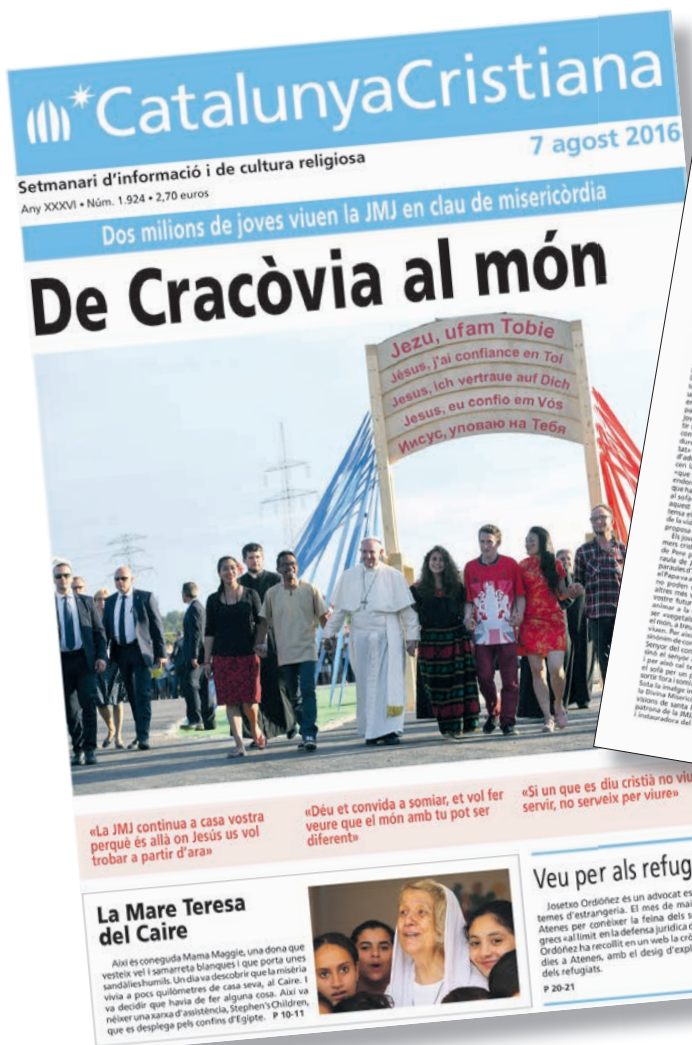 CatalunyaCristiana
Setmanari d'informació i de cultura religiosa
7 agost 2016
Any XXXVI • Núm. 1.924 • 2,70 euros
Dos milions de joves viuen la JMJ en clau de misericòrdia
De Cracòvia al món
Jezu, ufam Tobie
Jésus, j'ai confiance en Toi
Jesus, ich vertraue auf Dich
Jesus, eu confio em Vós
Иисус, уповаю на Тебя
«La JMJ continua a casa vostra
perquè és allà on Jesús us vol
trobar a partir d'ara»
«Déu et convida a somiar, et vol fer
veure que el món amb tu pot ser
diferent»
«Si un que es diu cristià no viu
servir, no serveix per viure»
La Mare Teresa
del Caire
Així és coneguda Mama Maggie, una dona que
vesteix vel i samarreta blanques i que porta unes
sandàlies humils. Un dia va descobrir que la misèria
vivia a pocs quilòmetres de casa seva, al Caire. I
va decidir que havia de fer alguna cosa. Així va
néixer una xarxa d'assistència, Stephen's Children,
que es desplega pels confins d'Egipte. P 10-11
Veu per als refug
Josetxo Ordóñez és un advocat es
temes d'estrangeria. El mes de mai
Atenes per conèixer la feina dels
grecs «al límit en la defensa jurídica
Ordóñez ha recollit en un web la crò
dies a Atenes, amb el desig d'expl
dels refugiats.
P 20-21